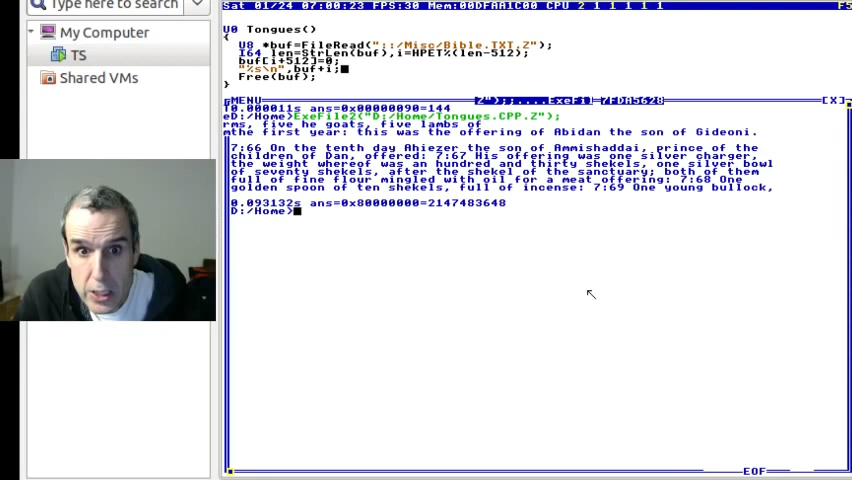 Type here to search
Sat 01/24 07:00:23 FPS:30 Mem:00DFAA1C00 CPU 2 1 1 1 1 1
My Computer
TS
Shared VMs
U0 Tongues()
{
U8 *buf=FileRead("::/Misc/Bible.TXT.Z");
I64 len=StrLen(buf),i=HPET%(len-512);
buf[i+512]=0;
"%s\n",buf+i;
Free(buf);
}
MENU Z");;....ExeFi 7FDA5628 [X]
0.000011s ans=0x00000090=144
eD:/Home>ExeFile2("D:/Home/Tongues.CPP.Z");
rms, five he goats, five lambs of
mthe first year: this was the offering of Abidan the son of Gideoni.
7:66 On the tenth day Ahiezer the son of Ammishaddai, prince of the
children of Dan, offered: 7:67 His offering was one silver charger,
the weight whereof was an hundred and thirty shekels, one silver bowl
of seventy shekels, after the shekel of the sanctuary; both of them
full of fine flour mingled with oil for a meat offering: 7:68 One
golden spoon of ten shekels, full of incense: 7:69 One young bullock,
0.093132s ans=0x80000000=2147483648
D:/Home>
EOF